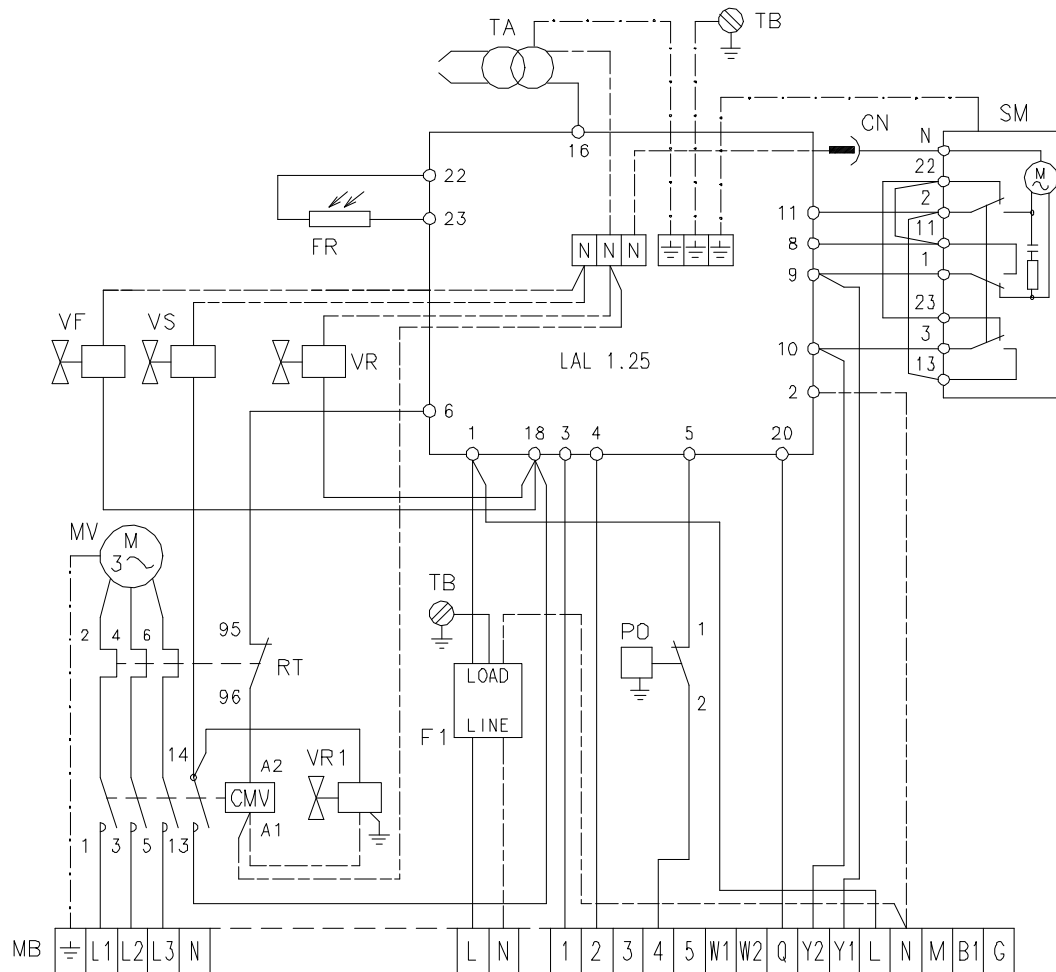 TA
TB
SM
CN
N
16
22
22
2
23
FR
N N N
11
11
8
1
9
23
VF
VS
VR
LAL 1.25
10
3
13
2
6
1
18
3
4
5
20
MV
M
3
TB
PO
1
2
4
6
95
RT
LOAD
96
2
LINE
F1
14
A2
VR1
CMV
A1
1
3
5
13
MB
L1 L2 L3 N
L N
1 2 3 4 5 W1 W2 Q Y2 Y1 L N M B1 G
M